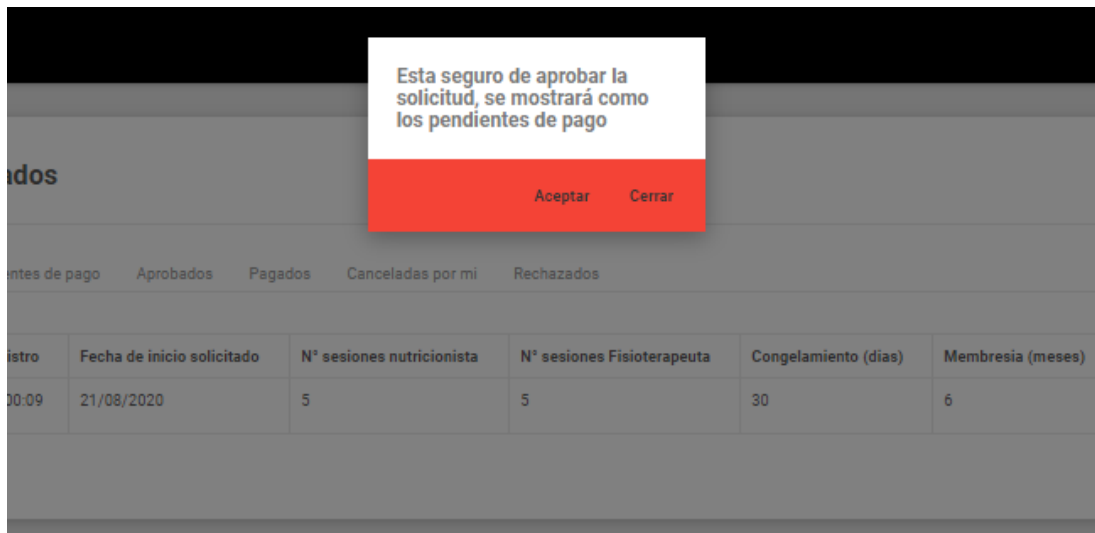 Esta seguro de aprobar la
solicitud, se mostrará como
los pendientes de pago
Aceptar Cerrar
ados
entes de pago Aprobados Pagados Canceladas por mi Rechazados
istro Fecha de inicio solicitado N° sesiones nutricionista N° sesiones Fisioterapeuta Congelamiento (dias) Membresia (meses)
00:09 21/08/2020 5 5 30 6